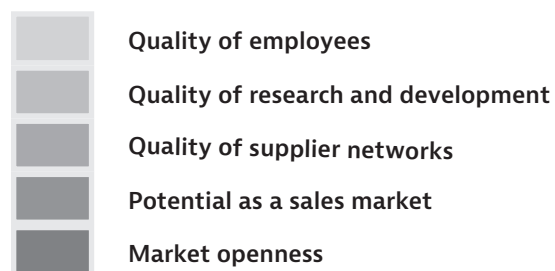 Quality of employees
Quality of research and development
Quality of supplier networks
Potential as a sales market
Market openness